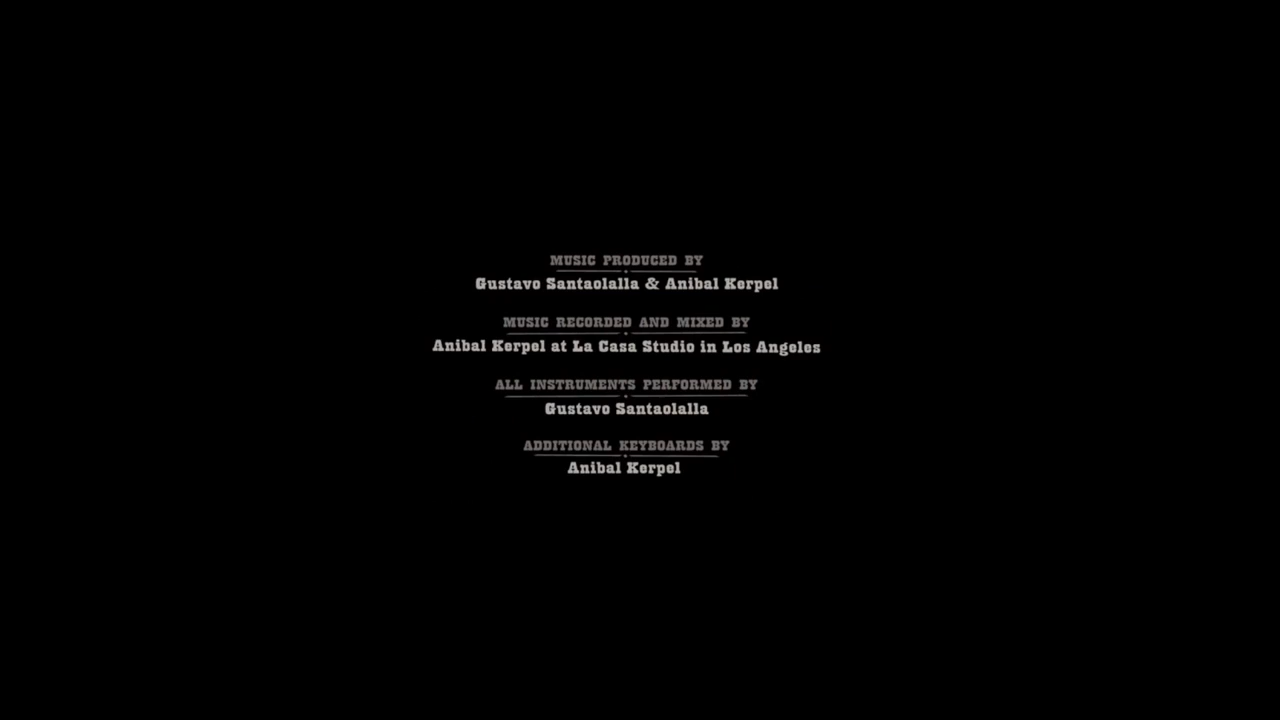 MUSIC PRODUCED BY
Gustavo Santaolalla & Anibal Kerpel
MUSIC RECORDED AND MIXED BY
Anibal Kerpel at La Casa Studio in Los Angeles
ALL INSTRUMENTS PERFORMED BY
Gustavo Santaolalla
ADDITIONAL KEYBOARDS BY
Anibal Kerpel